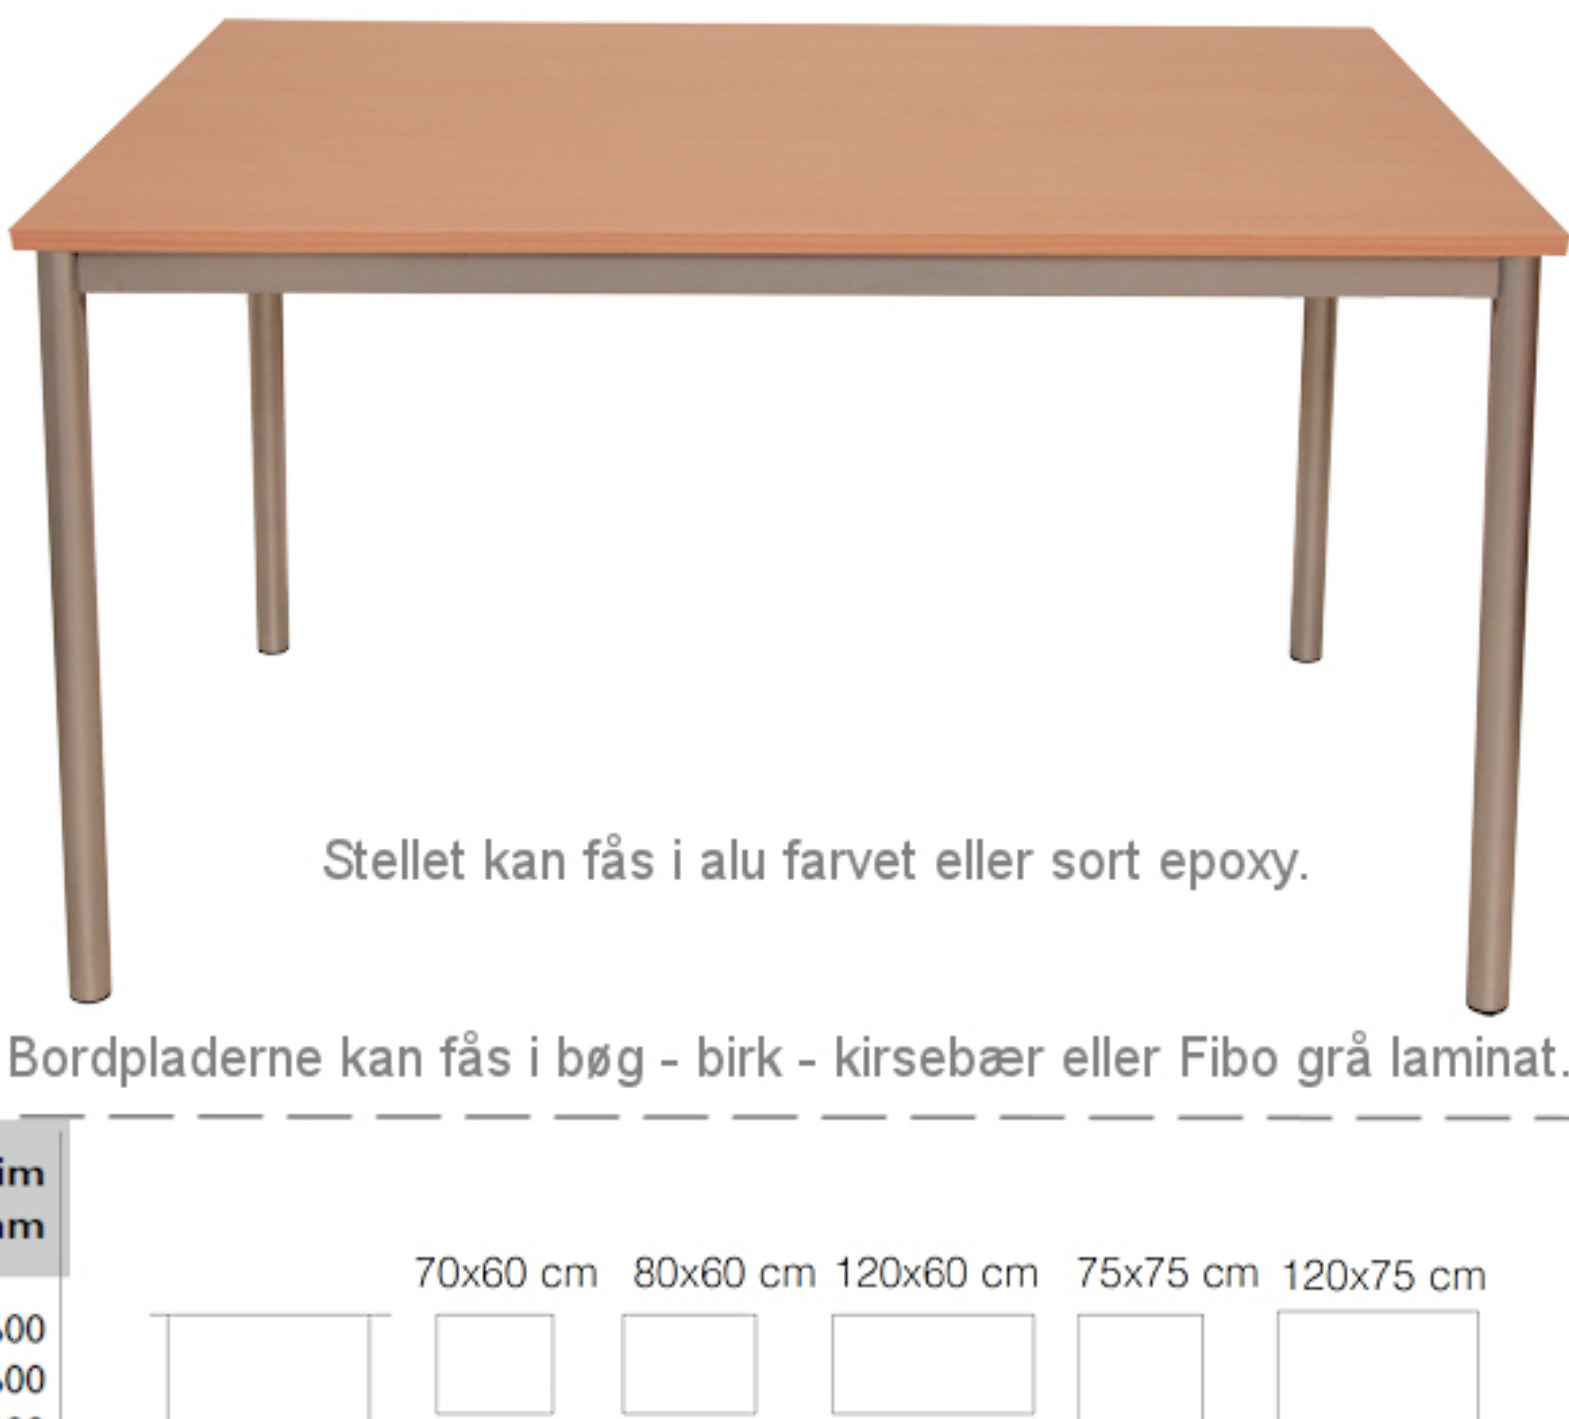 Stellet kan fås i alu farvet eller sort epoxy.
Bordpladerne kan fås i bøg - birk - kirsebær eller Fibo grå laminat.
70x60 cm 80x60 cm 120x60 cm 75x75 cm 120x75 cm